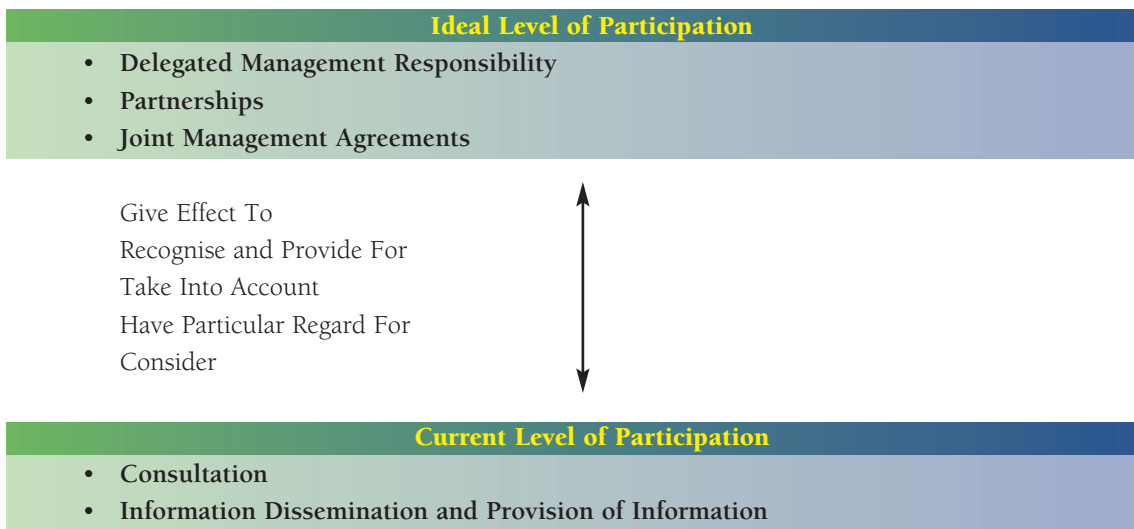 Ideal Level of Participation
• Delegated Management Responsibility
• Partnerships
• Joint Management Agreements
Give Effect To
Recognise and Provide For
Take Into Account
Have Particular Regard For
Consider
Current Level of Participation
• Consultation
• Information Dissemination and Provision of Information